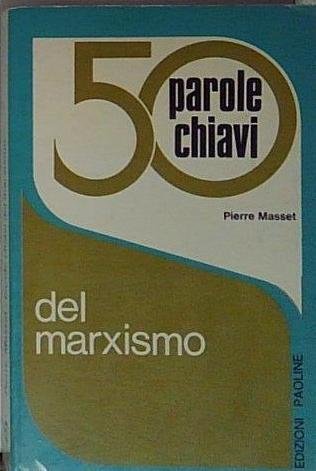 50
parole
chiavi
Pierre Masset
del
marxismo
EDIZIONI PAOLINE